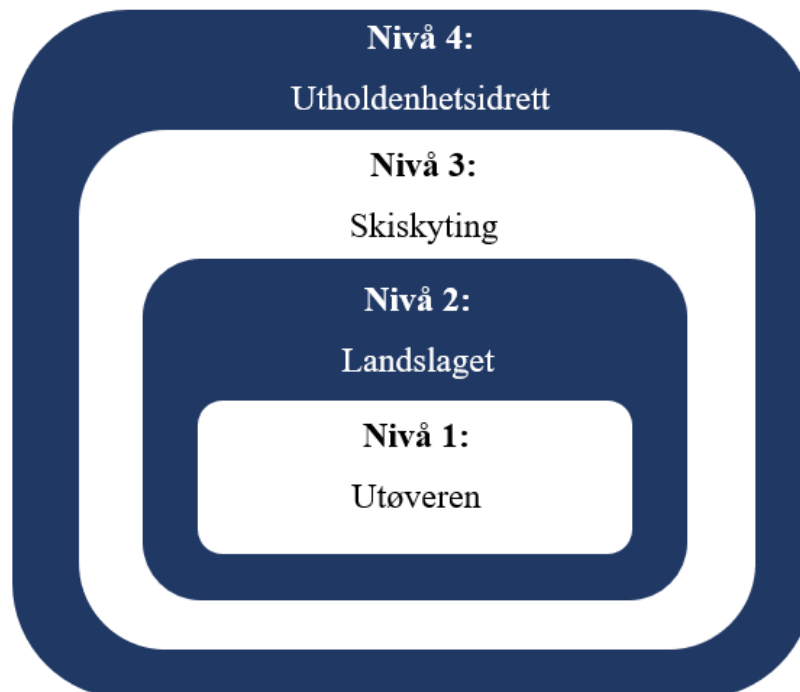 Nivå 4:
Utholdenhetsidrett
Nivå 3:
Skiskyting
Nivå 2:
Landslaget
Nivå 1:
Utøveren